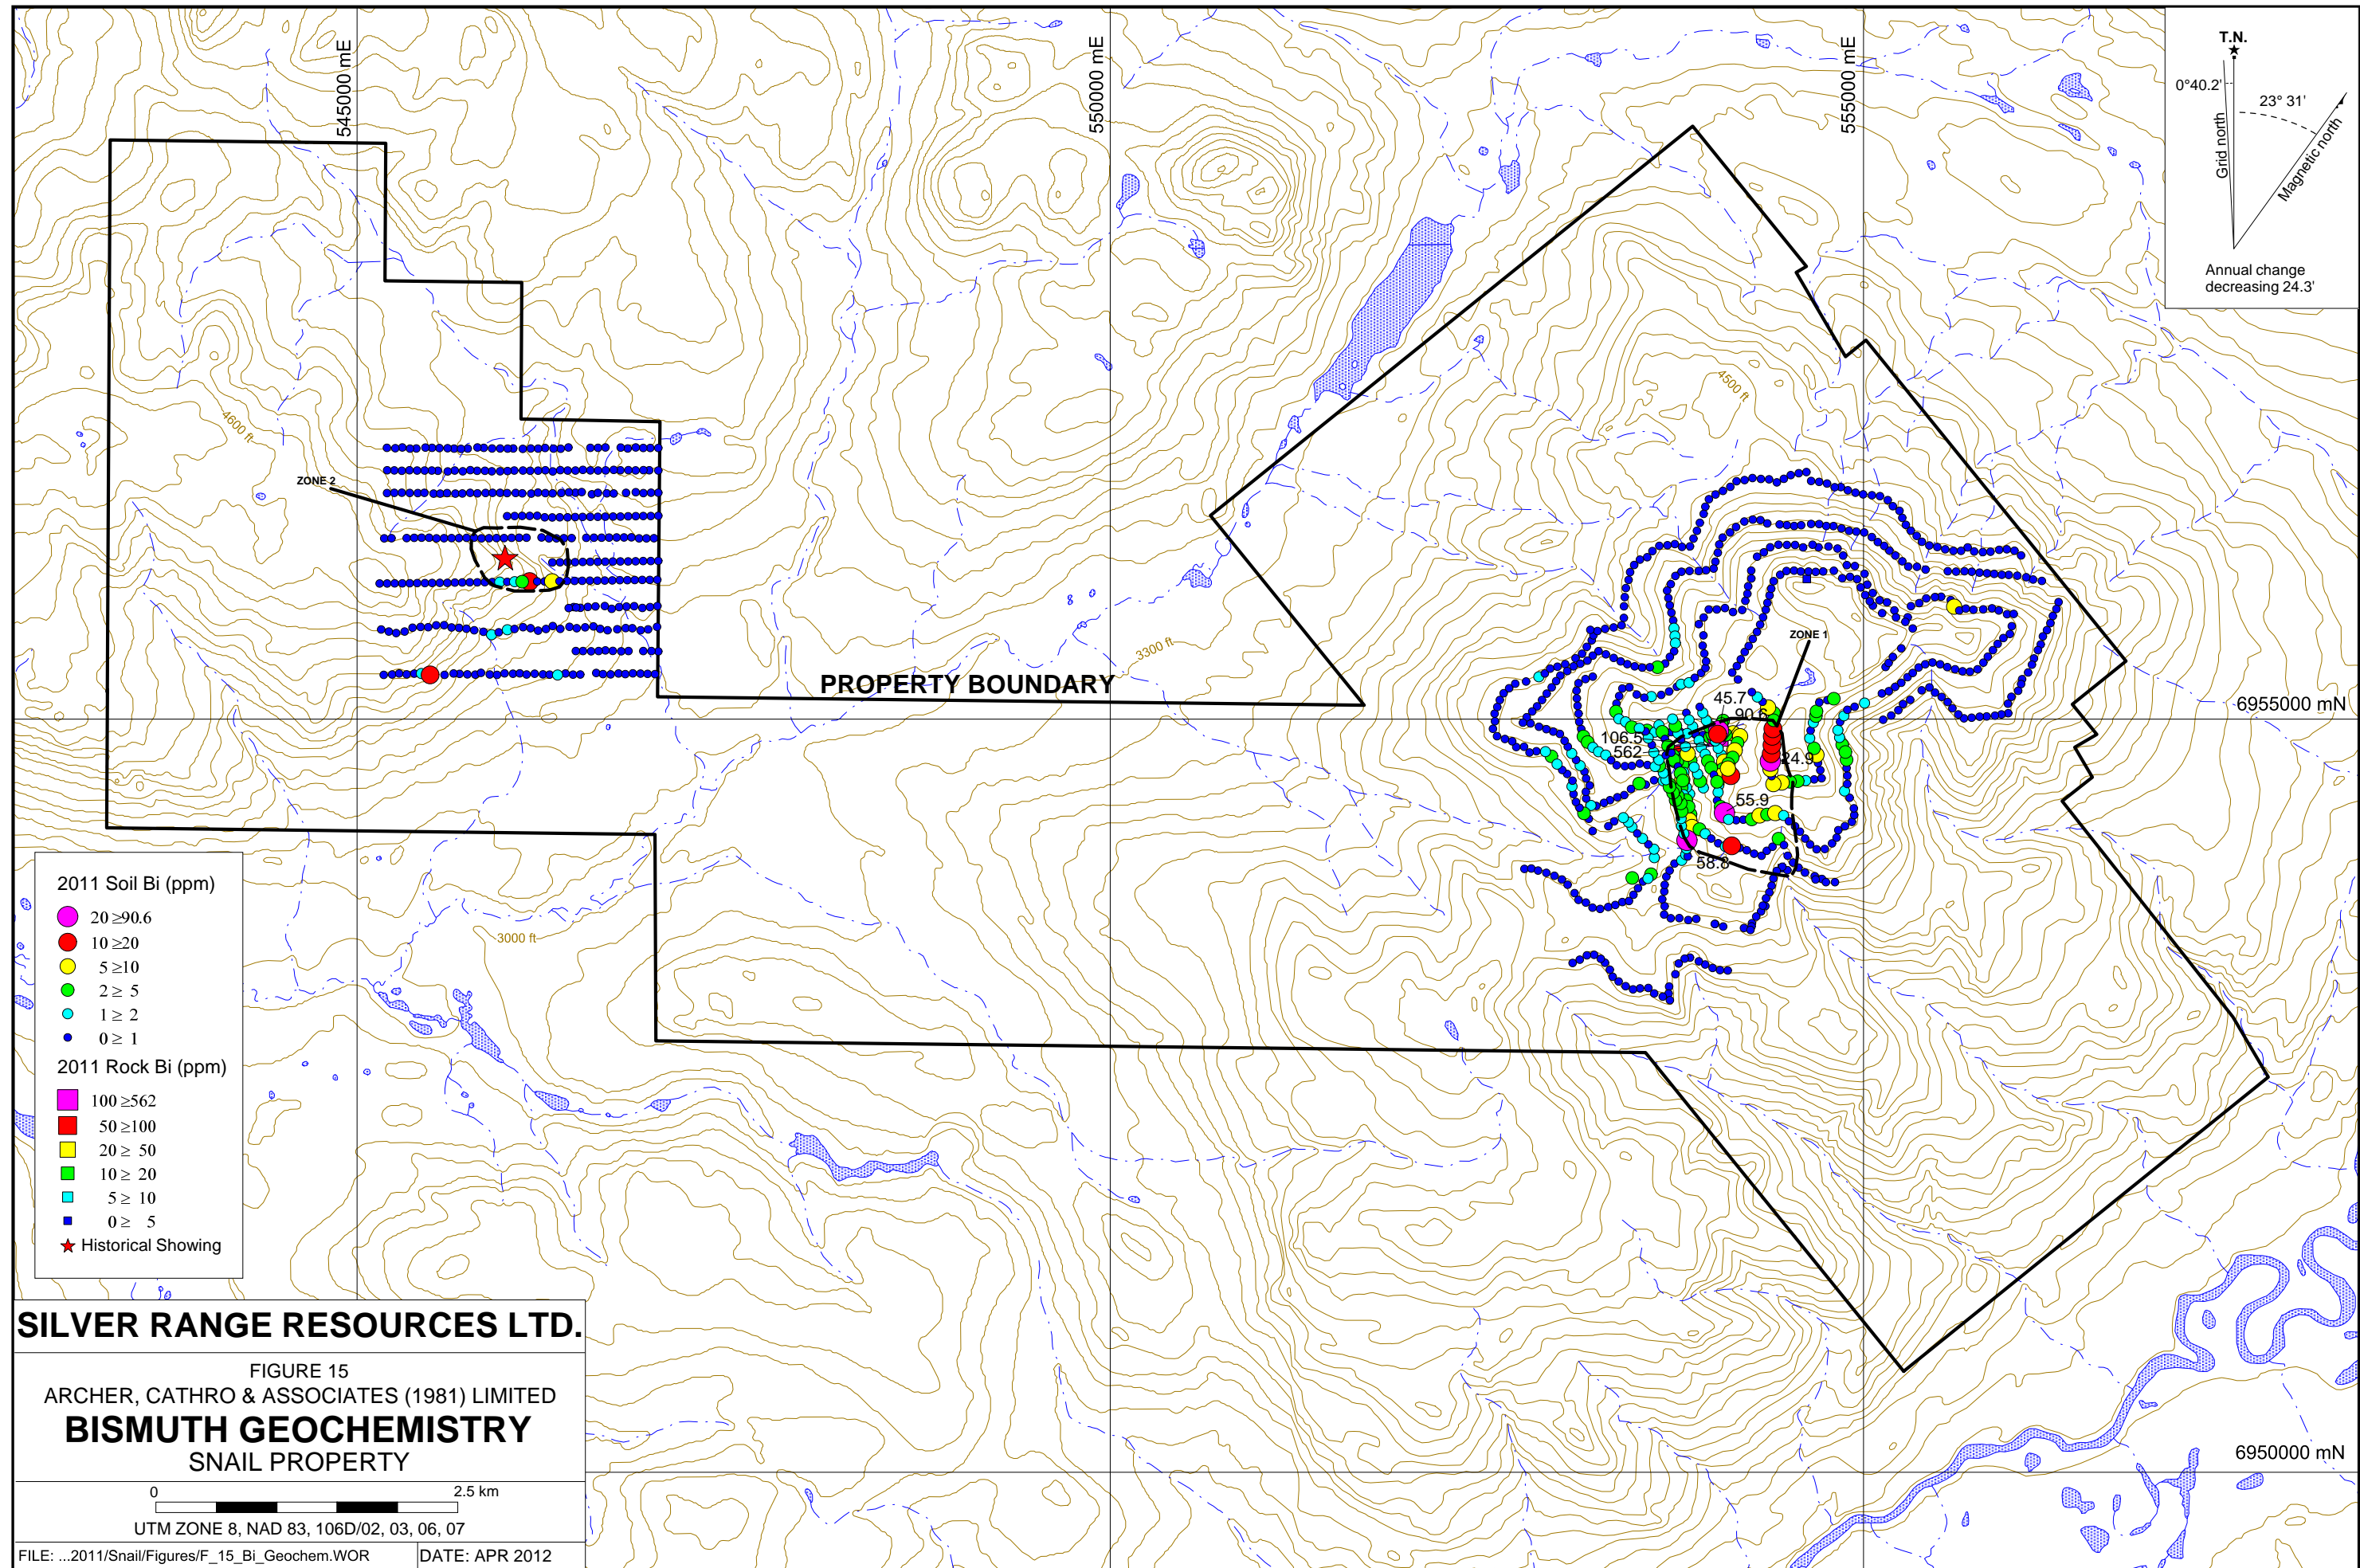 545000 mE
550000 mE
555000 mE
T.N.
0°40.2'
23° 31'
Grid north
Magnetic north
Annual change
decreasing 24.3'
4500 ft
4600 ft
ZONE 2
ZONE 1
3300 ft
PROPERTY BOUNDARY
6955000 mN
45.7
90.6
106.5
562
24.9
55.9
58.8
3000 ft
2011 Soil Bi (ppm)
20 ≥90.6
10 ≥20
5 ≥10
2 ≥ 5
1 ≥ 2
0 ≥ 1
2011 Rock Bi (ppm)
100 ≥562
50 ≥100
20 ≥ 50
10 ≥ 20
5 ≥ 10
0 ≥ 5
Historical Showing
SILVER RANGE RESOURCES LTD.
FIGURE 15
ARCHER, CATHRO & ASSOCIATES (1981) LIMITED
BISMUTH GEOCHEMISTRY
SNAIL PROPERTY
0 2.5 km
UTM ZONE 8, NAD 83, 106D/02, 03, 06, 07
FILE: ...2011/Snail/Figures/F_15_Bi_Geochem.WOR DATE: APR 2012
6950000 mN